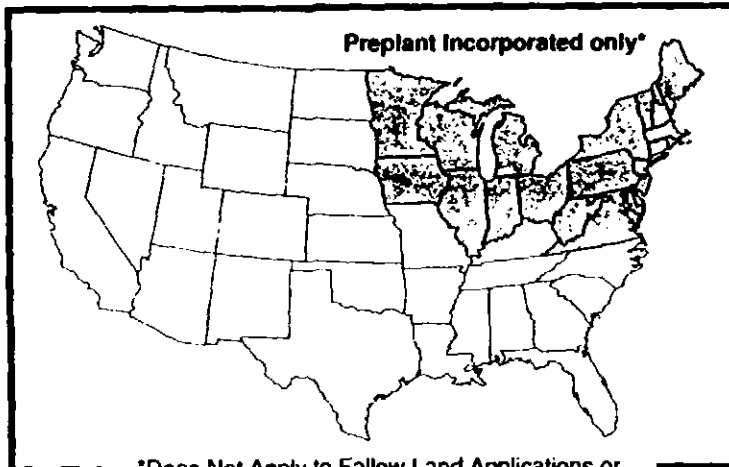 Preplant Incorporated only*
*Does Not Apply to Fallow Land Applications or